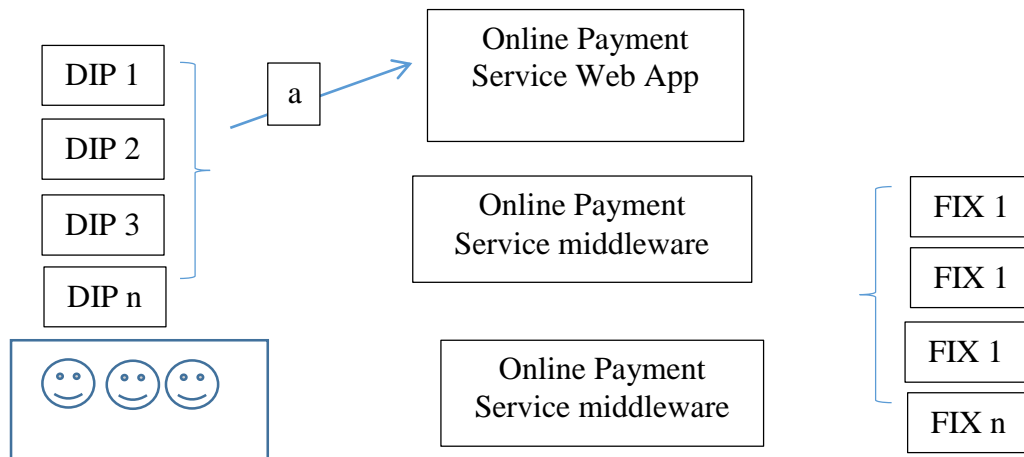 DIP 1
DIP 2
DIP 3
DIP n
a
Online Payment
Service Web App
Online Payment
Service middleware
Online Payment
Service middleware
FIX 1
FIX 1
FIX 1
FIX n